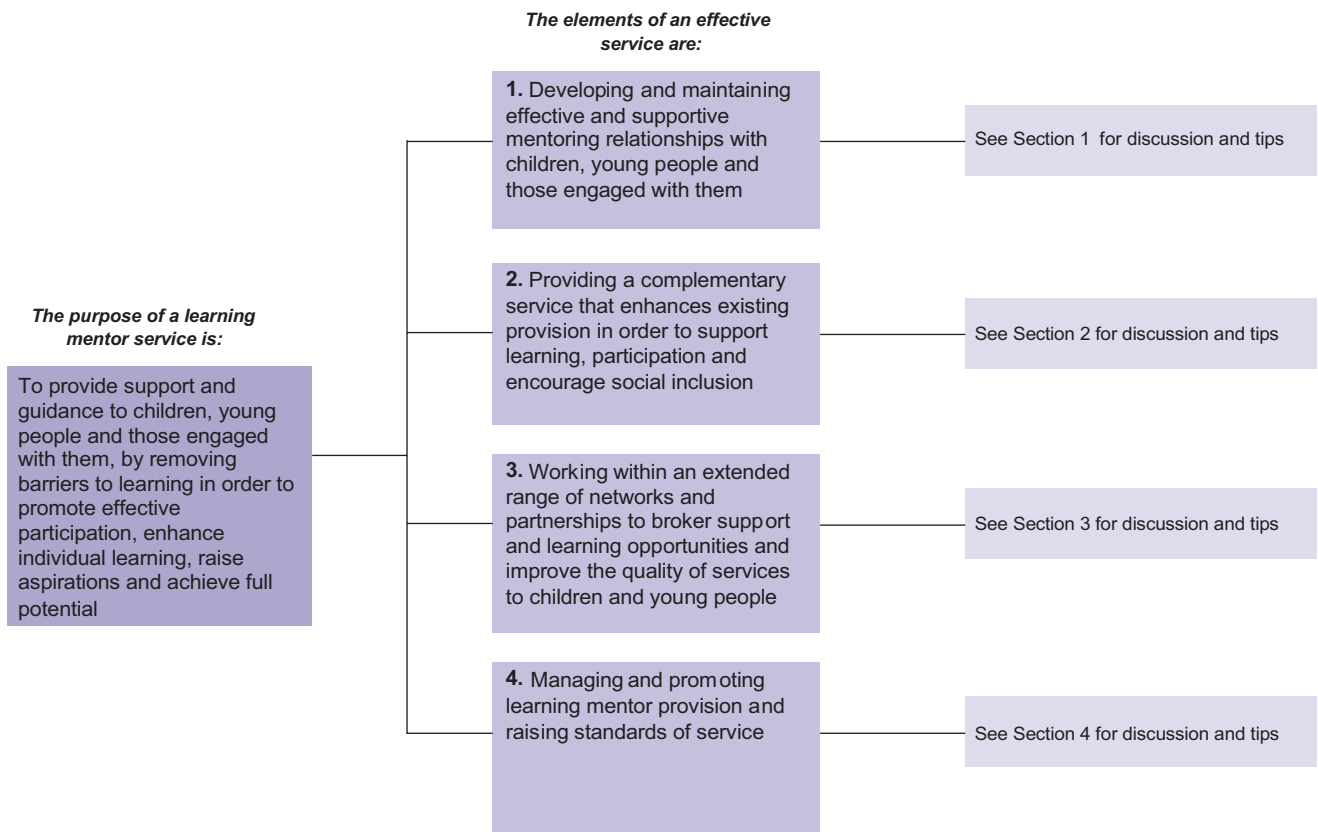 The elements of an effective
service are:
1. Developing and maintaining
effective and supportive
mentoring relationships with
children, young people and
those engaged with them
See Section 1 for discussion and tips
2. Providing a complementary
service that enhances existing
provision in order to support
learning, participation and
encourage social inclusion
See Section 2 for discussion and tips
The purpose of a learning
mentor service is:
To provide support and
guidance to children, young
people and those engaged
with them, by removing
barriers to learning in order to
promote effective
participation, enhance
individual learning, raise
aspirations and achieve full
potential
3. Working within an extended
range of networks and
partnerships to broker support
and learning opportunities and
improve the quality of services
to children and young people
See Section 3 for discussion and tips
4. Managing and promoting
learning mentor provision and
raising standards of service
See Section 4 for discussion and tips